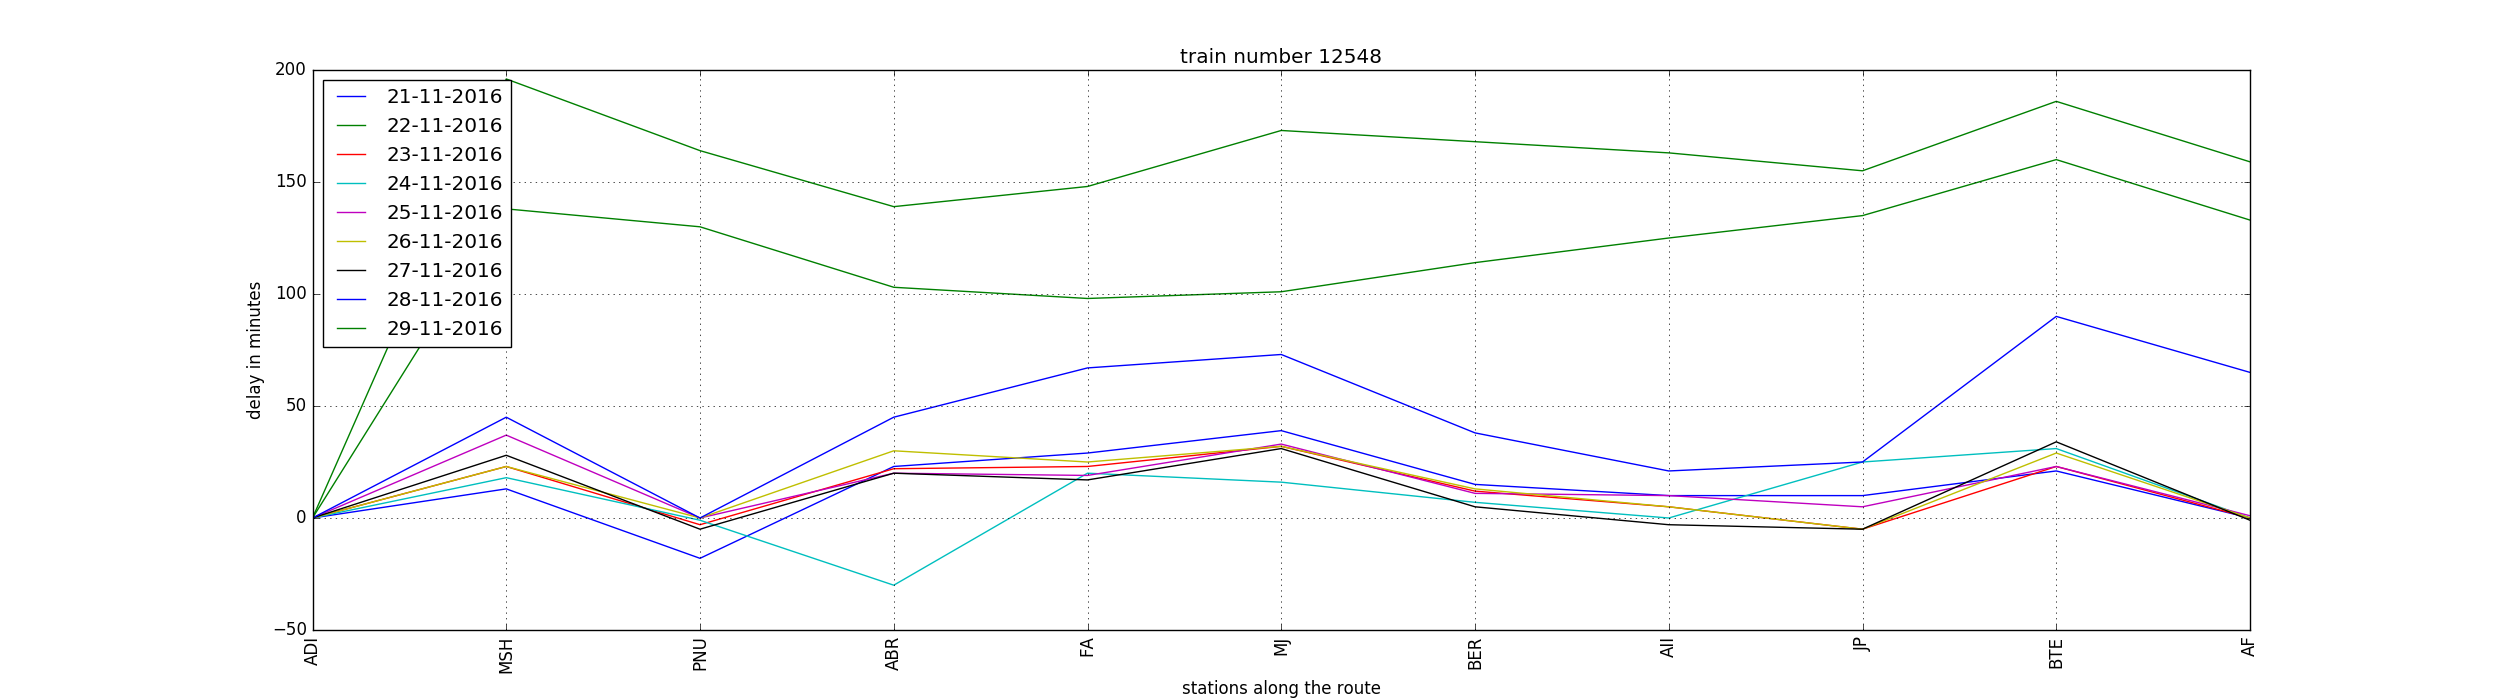 train number 12548
200
150
100
50
0
−50
delay in minutes
21-11-2016
22-11-2016
23-11-2016
24-11-2016
25-11-2016
26-11-2016
27-11-2016
28-11-2016
29-11-2016
ADI
MSH
PNU
ABR
FA
MJ
BER
AII
JP
BTE
AF
stations along the route